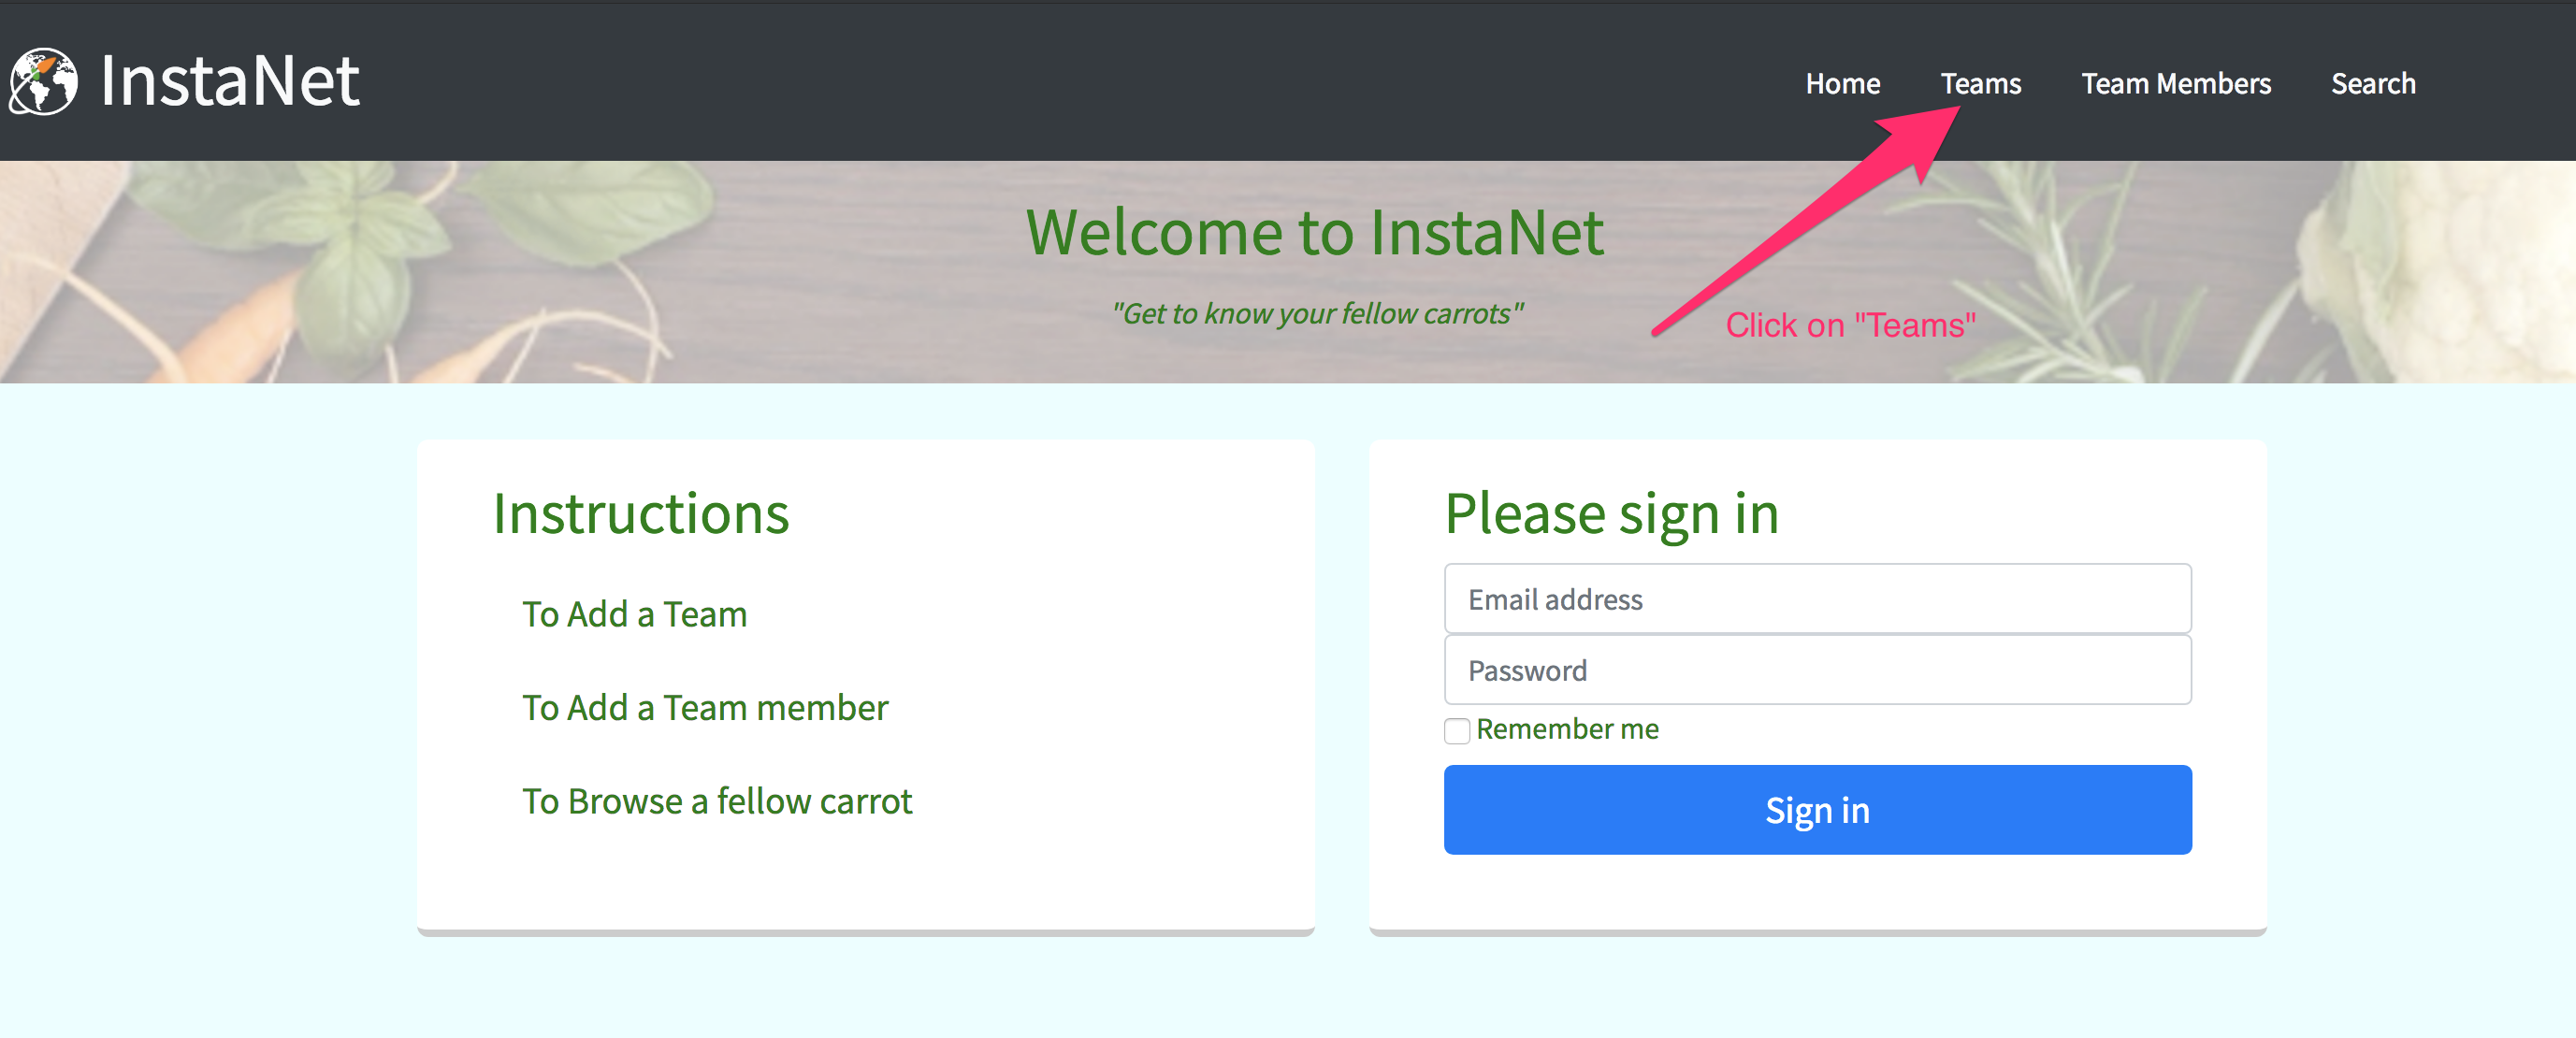 InstaNet
Home Teams Team Members Search
Welcome to InstaNet
"Get to know your fellow carrots"
Click on "Teams"
Instructions
To Add a Team
To Add a Team member
To Browse a fellow carrot
Please sign in
Email address
Password
Remember me
Sign in